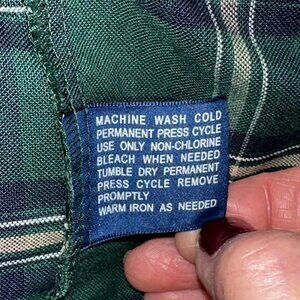 MACHINE WASH COLD
PERMANENT PRESS CYCLE
USE ONLY NON-CHLORINE
BLEACH WHEN NEEDED
TUMBLE DRY PERMANENT
PRESS CYCLE REMOVE
PROMPTLY
WARM IRON AS NEEDED